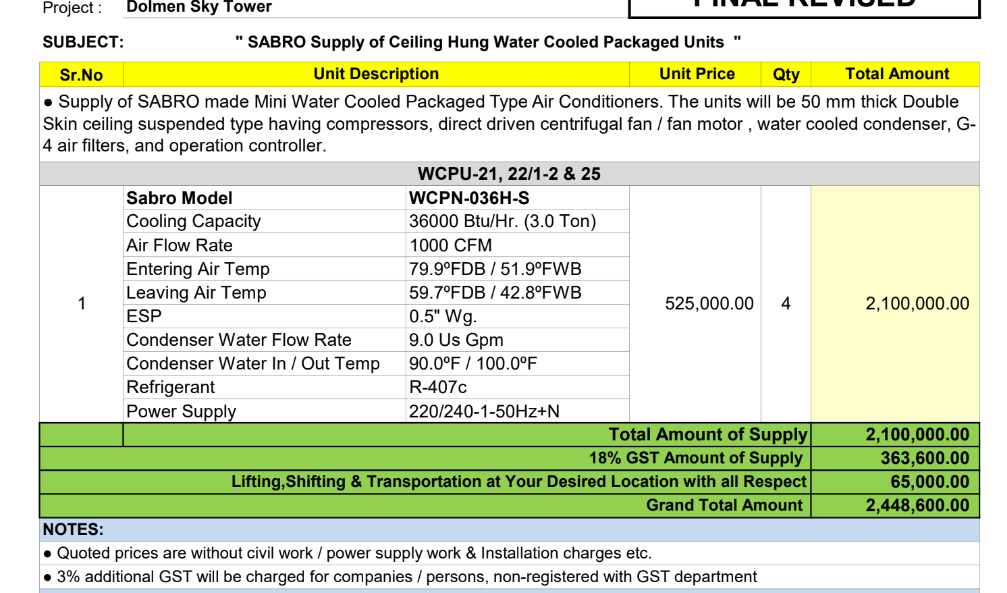 Project : Dolmen Sky Tower
FINAL REVISED
SUBJECT: " SABRO Supply of Ceiling Hung Water Cooled Packaged Units "
Sr.No Unit Description Unit Price Qty Total Amount
● Supply of SABRO made Mini Water Cooled Packaged Type Air Conditioners. The units will be 50 mm thick Double
Skin ceiling suspended type having compressors, direct driven centrifugal fan / fan motor , water cooled condenser, G-
4 air filters, and operation controller.
WCPU-21, 22/1-2 & 25
Sabro Model WCPN-036H-S
Cooling Capacity 36000 Btu/Hr. (3.0 Ton)
Air Flow Rate 1000 CFM
Entering Air Temp 79.9ºFDB / 51.9ºFWB
Leaving Air Temp 59.7ºFDB / 42.8ºFWB
1 525,000.00 4 2,100,000.00
ESP 0.5" Wg.
Condenser Water Flow Rate 9.0 Us Gpm
Condenser Water In / Out Temp 90.0ºF / 100.0ºF
Refrigerant R-407c
Power Supply 220/240-1-50Hz+N
Total Amount of Supply 2,100,000.00
18% GST Amount of Supply 363,600.00
Lifting,Shifting & Transportation at Your Desired Location with all Respect 65,000.00
Grand Total Amount 2,448,600.00
NOTES:
● Quoted prices are without civil work / power supply work & Installation charges etc.
● 3% additional GST will be charged for companies / persons, non-registered with GST department